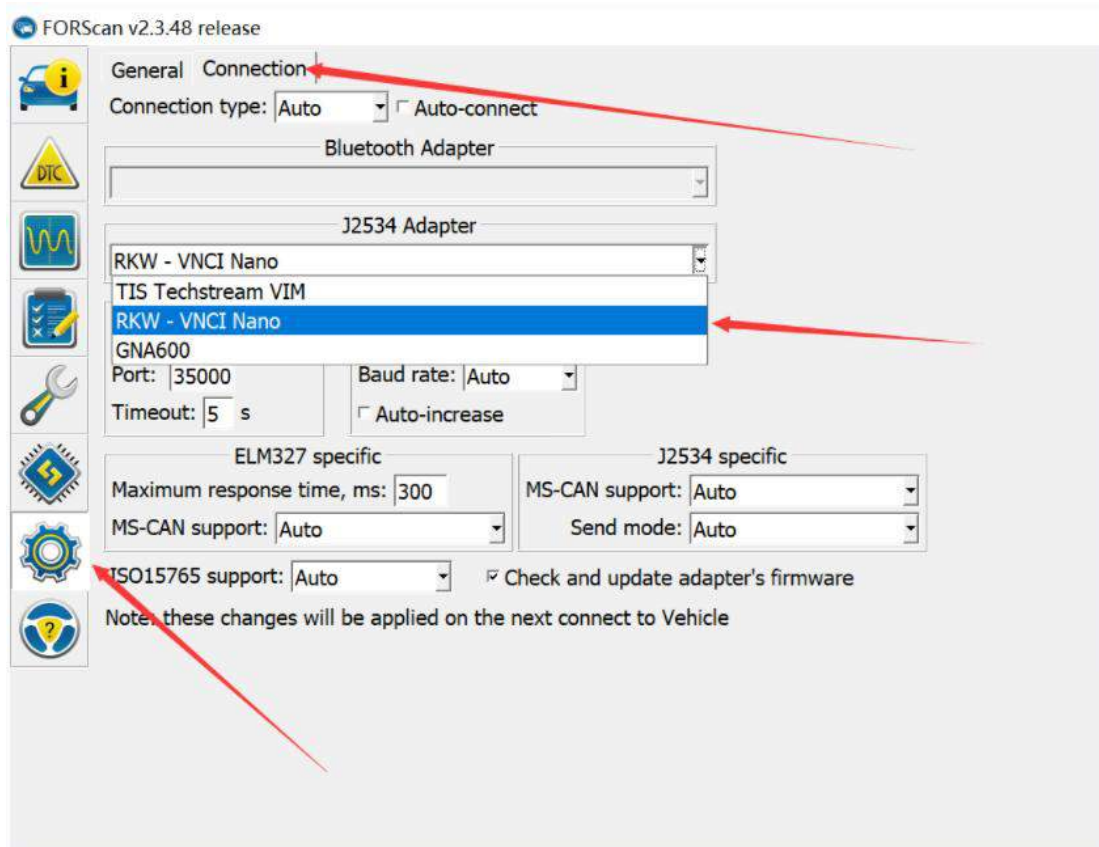 FORScan v2.3.48 release
General Connection
Connection type: Auto Auto-connect
Bluetooth Adapter
DTC
J2534 Adapter
RKW - VNCI Nano
TIS Techstream VIM
RKW - VNCI Nano
GNA600
Port: 35000 Baud rate: Auto
Timeout: 5 s Auto-increase
ELM327 specific J2534 specific
Maximum response time, ms: 300 MS-CAN support: Auto
MS-CAN support: Auto Send mode: Auto
ISO15765 support: Auto Check and update adapter's firmware
Note: these changes will be applied on the next connect to Vehicle